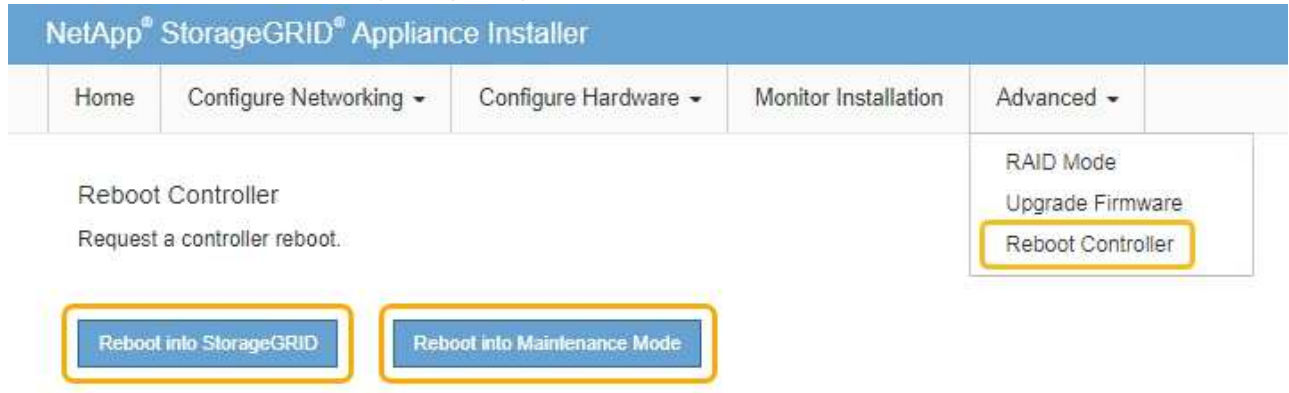 NetApp® StorageGRID® Appliance Installer
Home Configure Networking Configure Hardware Monitor Installation Advanced
RAID Mode
Upgrade Firmware
Reboot Controller
Reboot Controller
Request a controller reboot.
Reboot into StorageGRID Reboot into Maintenance Mode